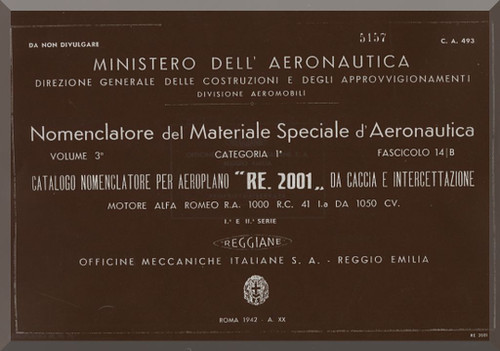 DA NON DIVULGARE 5157 C. A. 493
MINISTERO DELL' AERONAUTICA
DIREZIONE GENERALE DELLE COSTRUZIONI E DEGLI APPROVVIGIONAMENTI
DIVISIONE AEROMOBILI
Nomenclatore del Materiale Speciale d'Aeronautica
VOLUME 3° CATEGORIA 1ª FASCICOLO 14|B
CATALOGO NOMENCLATORE PER AEROPLANO "RE. 2001„ DA CACCIA E INTERCETTAZIONE
MOTORE ALFA ROMEO R.A. 1000 R.C. 41 I.a DA 1050 CV.
I.ª E II.ª SERIE
REGGIANE
OFFICINE MECCANICHE ITALIANE S. A. - REGGIO EMILIA
ROMA 1942 - A. XX
RE 2001